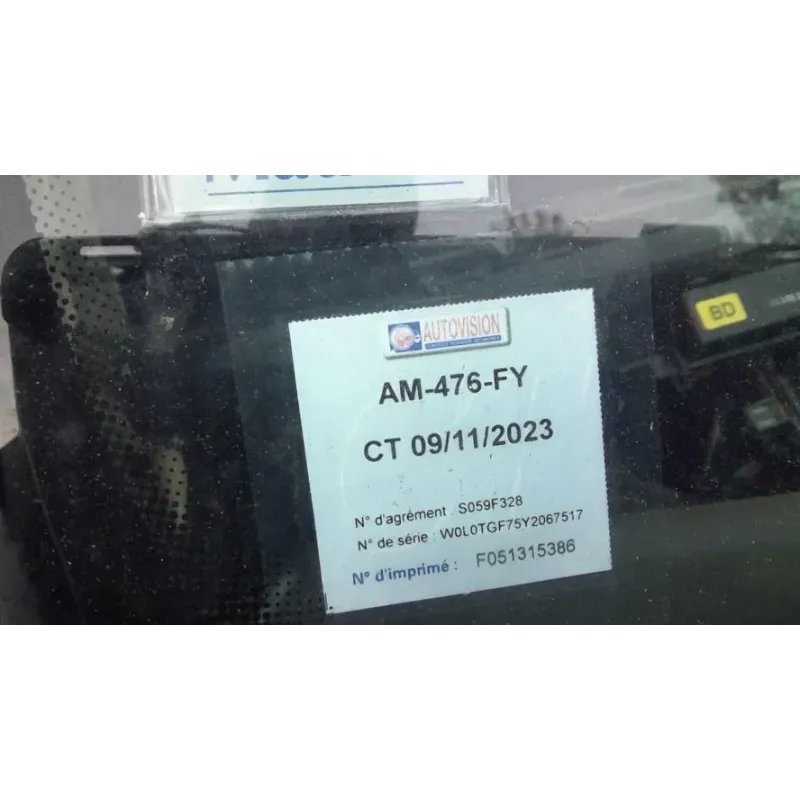 AUTOVISION
AM-476-FY
CT 09/11/2023
N° d'agrément : S059F328
N° de série : W0L0TGF75Y2067517
N° d'imprimé : F051315386
BD